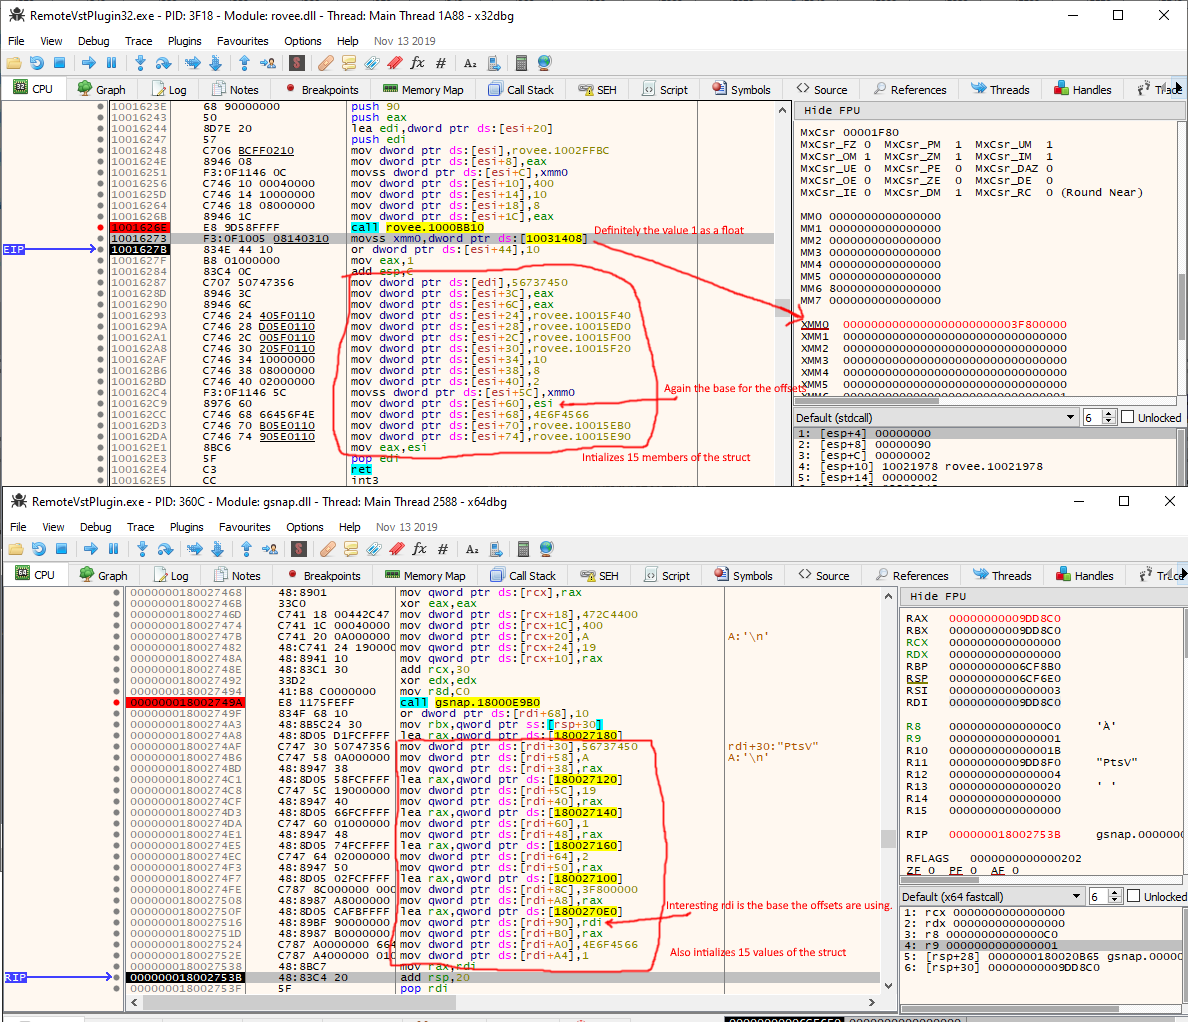 RemoteVstPlugin32.exe - PID: 3F18 - Module: rovee.dll - Thread: Main Thread 1A88 - x32dbg
File View Debug Trace Plugins Favourites Options Help Nov 13 2019
CPU Graph Log Notes Breakpoints Memory Map Call Stack SEH Script Symbols Source References Threads Handles
1001623E 68 90000000 push 90
10016243 50 push eax
10016244 8D7E 20 lea edi,dword ptr ds:[esi+20]
10016247 57 push edi
10016248 C706 BCFF0210 mov dword ptr ds:[esi],rovee.1002FFBC
1001624E 8946 08 mov dword ptr ds:[esi+8],eax
10016251 F3:0F1146 0C movss dword ptr ds:[esi+C],xmm0
10016256 C746 10 00040000 mov dword ptr ds:[esi+10],400
1001625D C746 14 10000000 mov dword ptr ds:[esi+14],10
10016264 C746 18 08000000 mov dword ptr ds:[esi+18],8
1001626B 8946 1C mov dword ptr ds:[esi+1C],eax
1001626E E8 9D58FFFF call rovee.1000BB10
10016273 F3:0F1005 08140310 movss xmm0,dword ptr ds:[10031408]
EIP 1001627B 834E 44 10 or dword ptr ds:[esi+44],10
1001627F B8 01000000 mov eax,1
10016284 83C4 0C add esp,C
10016287 C707 50747356 mov dword ptr ds:[edi],56737450
1001628D 8946 3C mov dword ptr ds:[esi+3C],eax
10016290 8946 6C mov dword ptr ds:[esi+6C],eax
10016293 C746 24 405F0110 mov dword ptr ds:[esi+24],rovee.10015F40
1001629A C746 28 D05E0110 mov dword ptr ds:[esi+28],rovee.10015ED0
100162A1 C746 2C 005F0110 mov dword ptr ds:[esi+2C],rovee.10015F00
100162A8 C746 30 205F0110 mov dword ptr ds:[esi+30],rovee.10015F20
100162AF C746 34 10000000 mov dword ptr ds:[esi+34],10
100162B6 C746 38 08000000 mov dword ptr ds:[esi+38],8
100162BD C746 40 02000000 mov dword ptr ds:[esi+40],2
100162C4 F3:0F1146 5C movss dword ptr ds:[esi+5C],xmm0
100162C9 8976 60 mov dword ptr ds:[esi+60],esi
100162CC C746 68 66456F4E mov dword ptr ds:[esi+68],4E6F4566
100162D3 C746 70 B05E0110 mov dword ptr ds:[esi+70],rovee.10015EB0
100162DA C746 74 905E0110 mov dword ptr ds:[esi+74],rovee.10015E90
100162E1 8BC6 mov eax,esi
100162E3 5F pop edi
100162E4 C3 ret
100162E5 CC int3
Definitely the value 1 as a float
Again the base for the offsets
Intializes 15 members of the struct
Hide FPU
MxCsr 00001F80
MxCsr_FZ 0 MxCsr_PM 1 MxCsr_UM 1
MxCsr_OM 1 MxCsr_ZM 1 MxCsr_IM 1
MxCsr_UE 0 MxCsr_PE 0 MxCsr_DAZ 0
MxCsr_OE 0 MxCsr_ZE 0 MxCsr_DE 0
MxCsr_IE 0 MxCsr_DM 1 MxCsr_RC 0 (Round Near)
MM0 0000000000000000
MM1 0000000000000000
MM2 0000000000000000
MM3 0000000000000000
MM4 0000000000000000
MM5 0000000000000000
MM6 8000000000000000
MM7 0000000000000000
XMM0 0000000000000000000000003F800000
XMM1 00000000000000000000000000000000
XMM2 00000000000000000000000000000000
XMM3 00000000000000000000000000000000
XMM4 00000000000000000000000000000000
XMM5 00000000000000000000000000000000
Default (stdcall) 6 Unlocked
1: [esp+4] 00000000
2: [esp+8] 00000090
3: [esp+C] 00000002
4: [esp+10] 10021978 rovee.10021978
5: [esp+14] 00000002
RemoteVstPlugin.exe - PID: 360C - Module: gsnap.dll - Thread: Main Thread 2588 - x64dbg
File View Debug Trace Plugins Favourites Options Help Nov 13 2019
CPU Graph Log Notes Breakpoints Memory Map Call Stack SEH Script Symbols Source References Threads Handles
0000000180027468 48:8901 mov qword ptr ds:[rcx],rax
000000018002746B 33C0 xor eax,eax
000000018002746D C741 18 00442C47 mov dword ptr ds:[rcx+18],472C4400
0000000180027474 C741 1C 00040000 mov dword ptr ds:[rcx+1C],400
000000018002747B C741 20 0A000000 mov dword ptr ds:[rcx+20],A A:'\n'
0000000180027482 48:C741 24 190000 mov qword ptr ds:[rcx+24],19
000000018002748A 48:8941 10 mov qword ptr ds:[rcx+10],rax
000000018002748E 48:83C1 30 add rcx,30
0000000180027492 33D2 xor edx,edx
0000000180027494 41:B8 C0000000 mov r8d,C0
000000018002749A E8 1175FEFF call gsnap.18000E9B0
000000018002749F 834F 68 10 or dword ptr ds:[rdi+68],10
00000001800274A3 48:8B5C24 30 mov rbx,qword ptr ss:[rsp+30]
00000001800274A8 48:8D05 D1FCFFFF lea rax,qword ptr ds:[180027180]
00000001800274AF C747 30 50747356 mov dword ptr ds:[rdi+30],56737450 rdi+30:"PtsV"
00000001800274B6 C747 58 0A000000 mov dword ptr ds:[rdi+58],A A:'\n'
00000001800274BD 48:8947 38 mov qword ptr ds:[rdi+38],rax
00000001800274C1 48:8D05 58FCFFFF lea rax,qword ptr ds:[180027120]
00000001800274C8 C747 5C 19000000 mov dword ptr ds:[rdi+5C],19
00000001800274CF 48:8947 40 mov qword ptr ds:[rdi+40],rax
00000001800274D3 48:8D05 66FCFFFF lea rax,qword ptr ds:[180027140]
00000001800274DA C747 60 01000000 mov dword ptr ds:[rdi+60],1
00000001800274E1 48:8947 48 mov qword ptr ds:[rdi+48],rax
00000001800274E5 48:8D05 74FCFFFF lea rax,qword ptr ds:[180027160]
00000001800274EC C747 64 02000000 mov dword ptr ds:[rdi+64],2
00000001800274F3 48:8947 50 mov qword ptr ds:[rdi+50],rax
00000001800274F7 48:8D05 02FCFFFF lea rax,qword ptr ds:[180027100]
00000001800274FE C787 8C000000 000 mov dword ptr ds:[rdi+8C],3F800000
0000000180027508 48:8987 A8000000 mov qword ptr ds:[rdi+A8],rax
000000018002750F 48:8D05 CAFBFFFF lea rax,qword ptr ds:[1800270E0]
0000000180027516 48:89BF 90000000 mov qword ptr ds:[rdi+90],rdi
000000018002751D 48:8987 B0000000 mov qword ptr ds:[rdi+B0],rax
0000000180027524 C787 A0000000 664 mov dword ptr ds:[rdi+A0],4E6F4566
000000018002752E C787 A4000000 010 mov dword ptr ds:[rdi+A4],1
0000000180027538 48:8BC7 mov rax,rdi
RIP 000000018002753B 48:83C4 20 add rsp,20
000000018002753F 5F pop rdi
Interesting rdi is the base the offsets are using.
Also intializes 15 values of the struct
Hide FPU
RAX 00000000009DD8C0
RBX 00000000009DD8C0
RCX 0000000000000000
RDX 0000000000000000
RBP 00000000006CF8B0
RSP 00000000006CF6E0
RSI 0000000000000003
RDI 00000000009DD8C0
R8 00000000000000C0 'À'
R9 0000000000000001
R10 000000000000001B
R11 00000000009DD8F0 "PtsV"
R12 0000000000000004
R13 0000000000000020 ' '
R14 0000000000000000
R15 0000000000000000
RIP 000000018002753B gsnap.0000000
RFLAGS 0000000000000202
ZF 0 PF 0 AF 0
Default (x64 fastcall) 6 Unlocked
1: rcx 0000000000000000
2: rdx 0000000000000000
3: r8 00000000000000C0
4: r9 0000000000000001
5: [rsp+28] 0000000180020B65 gsnap.00000
6: [rsp+30] 00000000009DD8C0